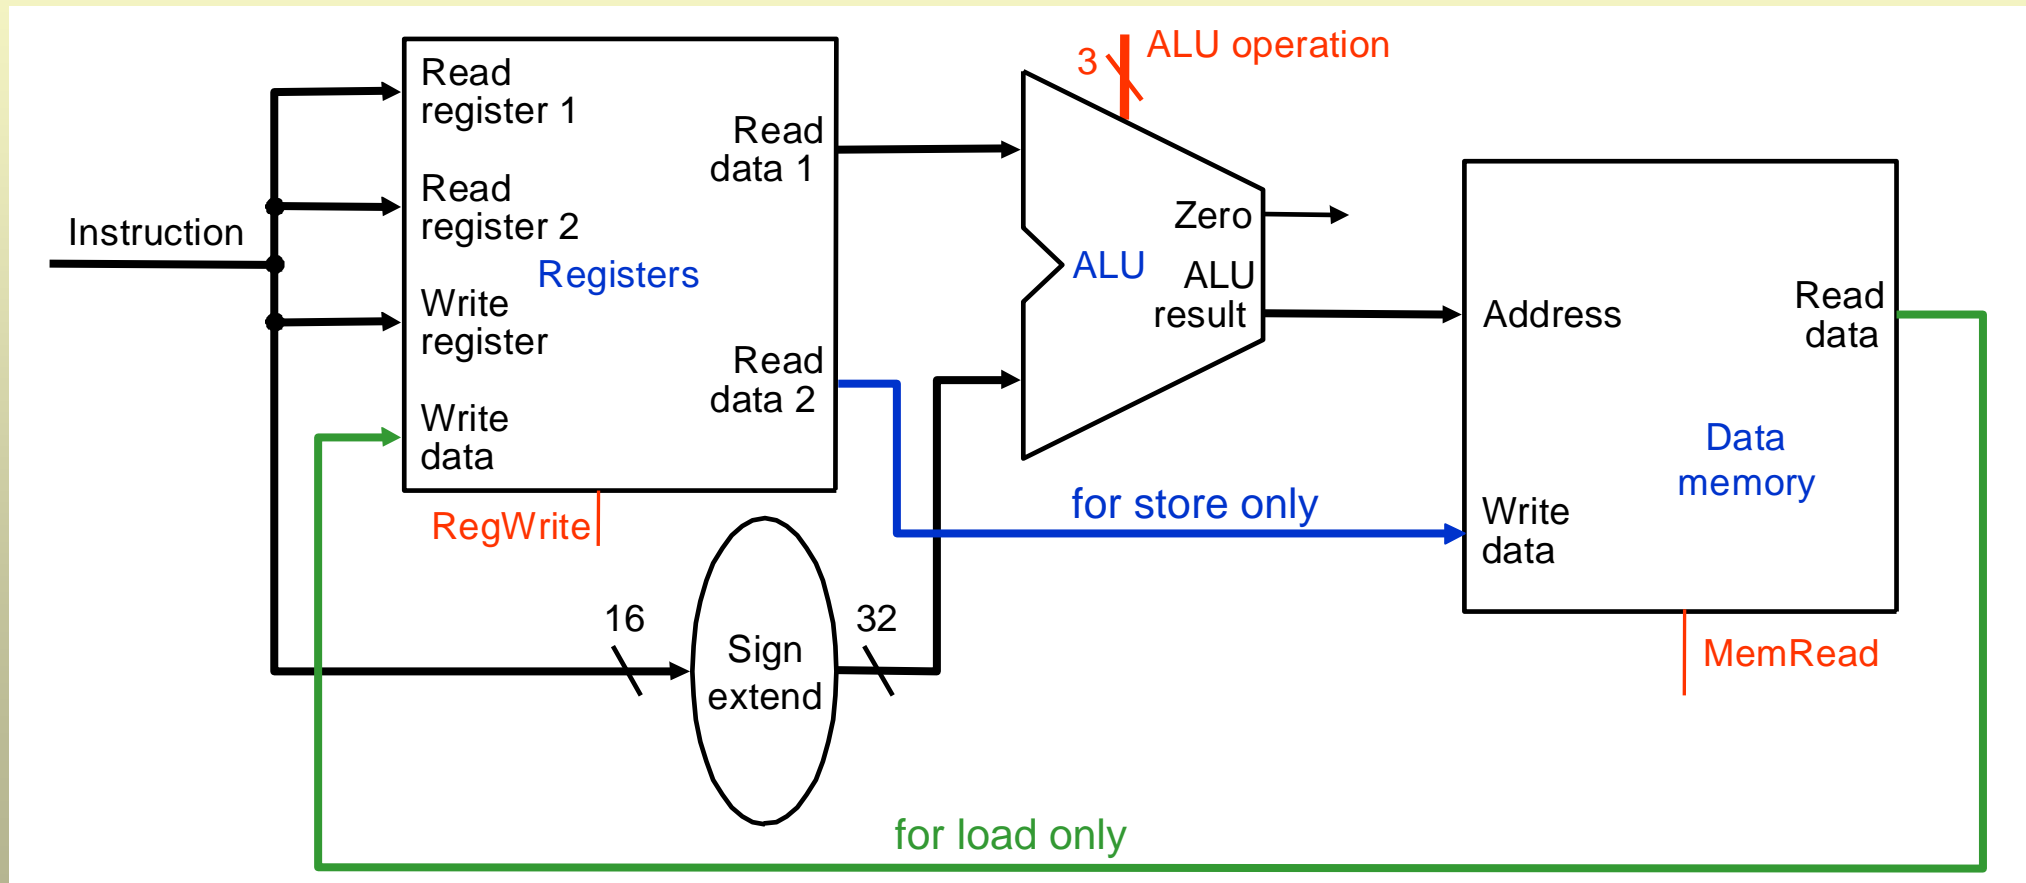 Instruction
Read
register 1
Read
register 2
Registers
Write
register
Write
data
Read
data 1
Read
data 2
RegWrite
16
Sign
extend
32
3
ALU operation
Zero
ALU
ALU
result
for store only
Address
Read
data
Data
memory
Write
data
MemRead
for load only